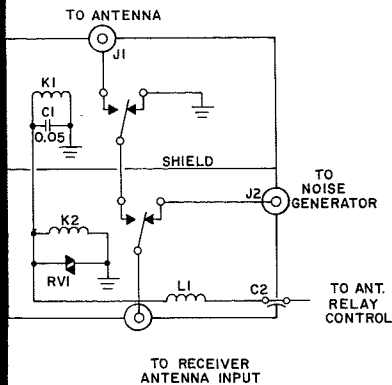 TO ANTENNA
J1
K1
C1
0.05
SHIELD
TO
NOISE
GENERATOR
J2
K2
RV1
L1
C2
TO ANT.
RELAY
CONTROL
TO RECEIVER
ANTENNA INPUT